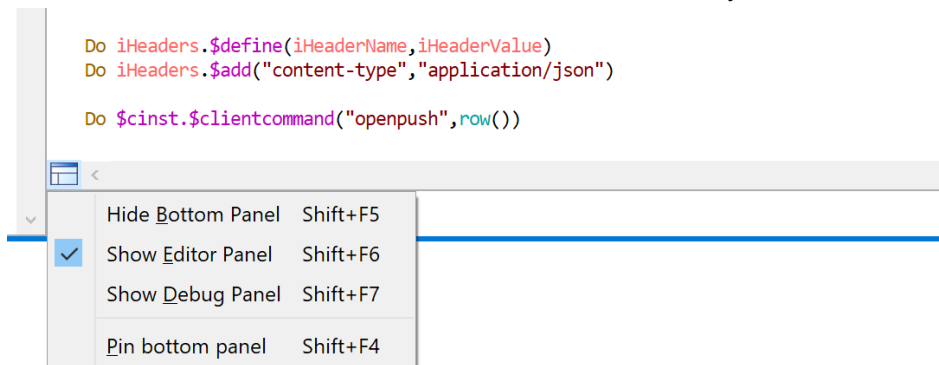 Do iHeaders.$define(iHeaderName,iHeaderValue)
Do iHeaders.$add("content-type","application/json")
Do $cinst.$clientcommand("openpush",row())
Hide Bottom Panel Shift+F5
Show Editor Panel Shift+F6
Show Debug Panel Shift+F7
Pin bottom panel Shift+F4